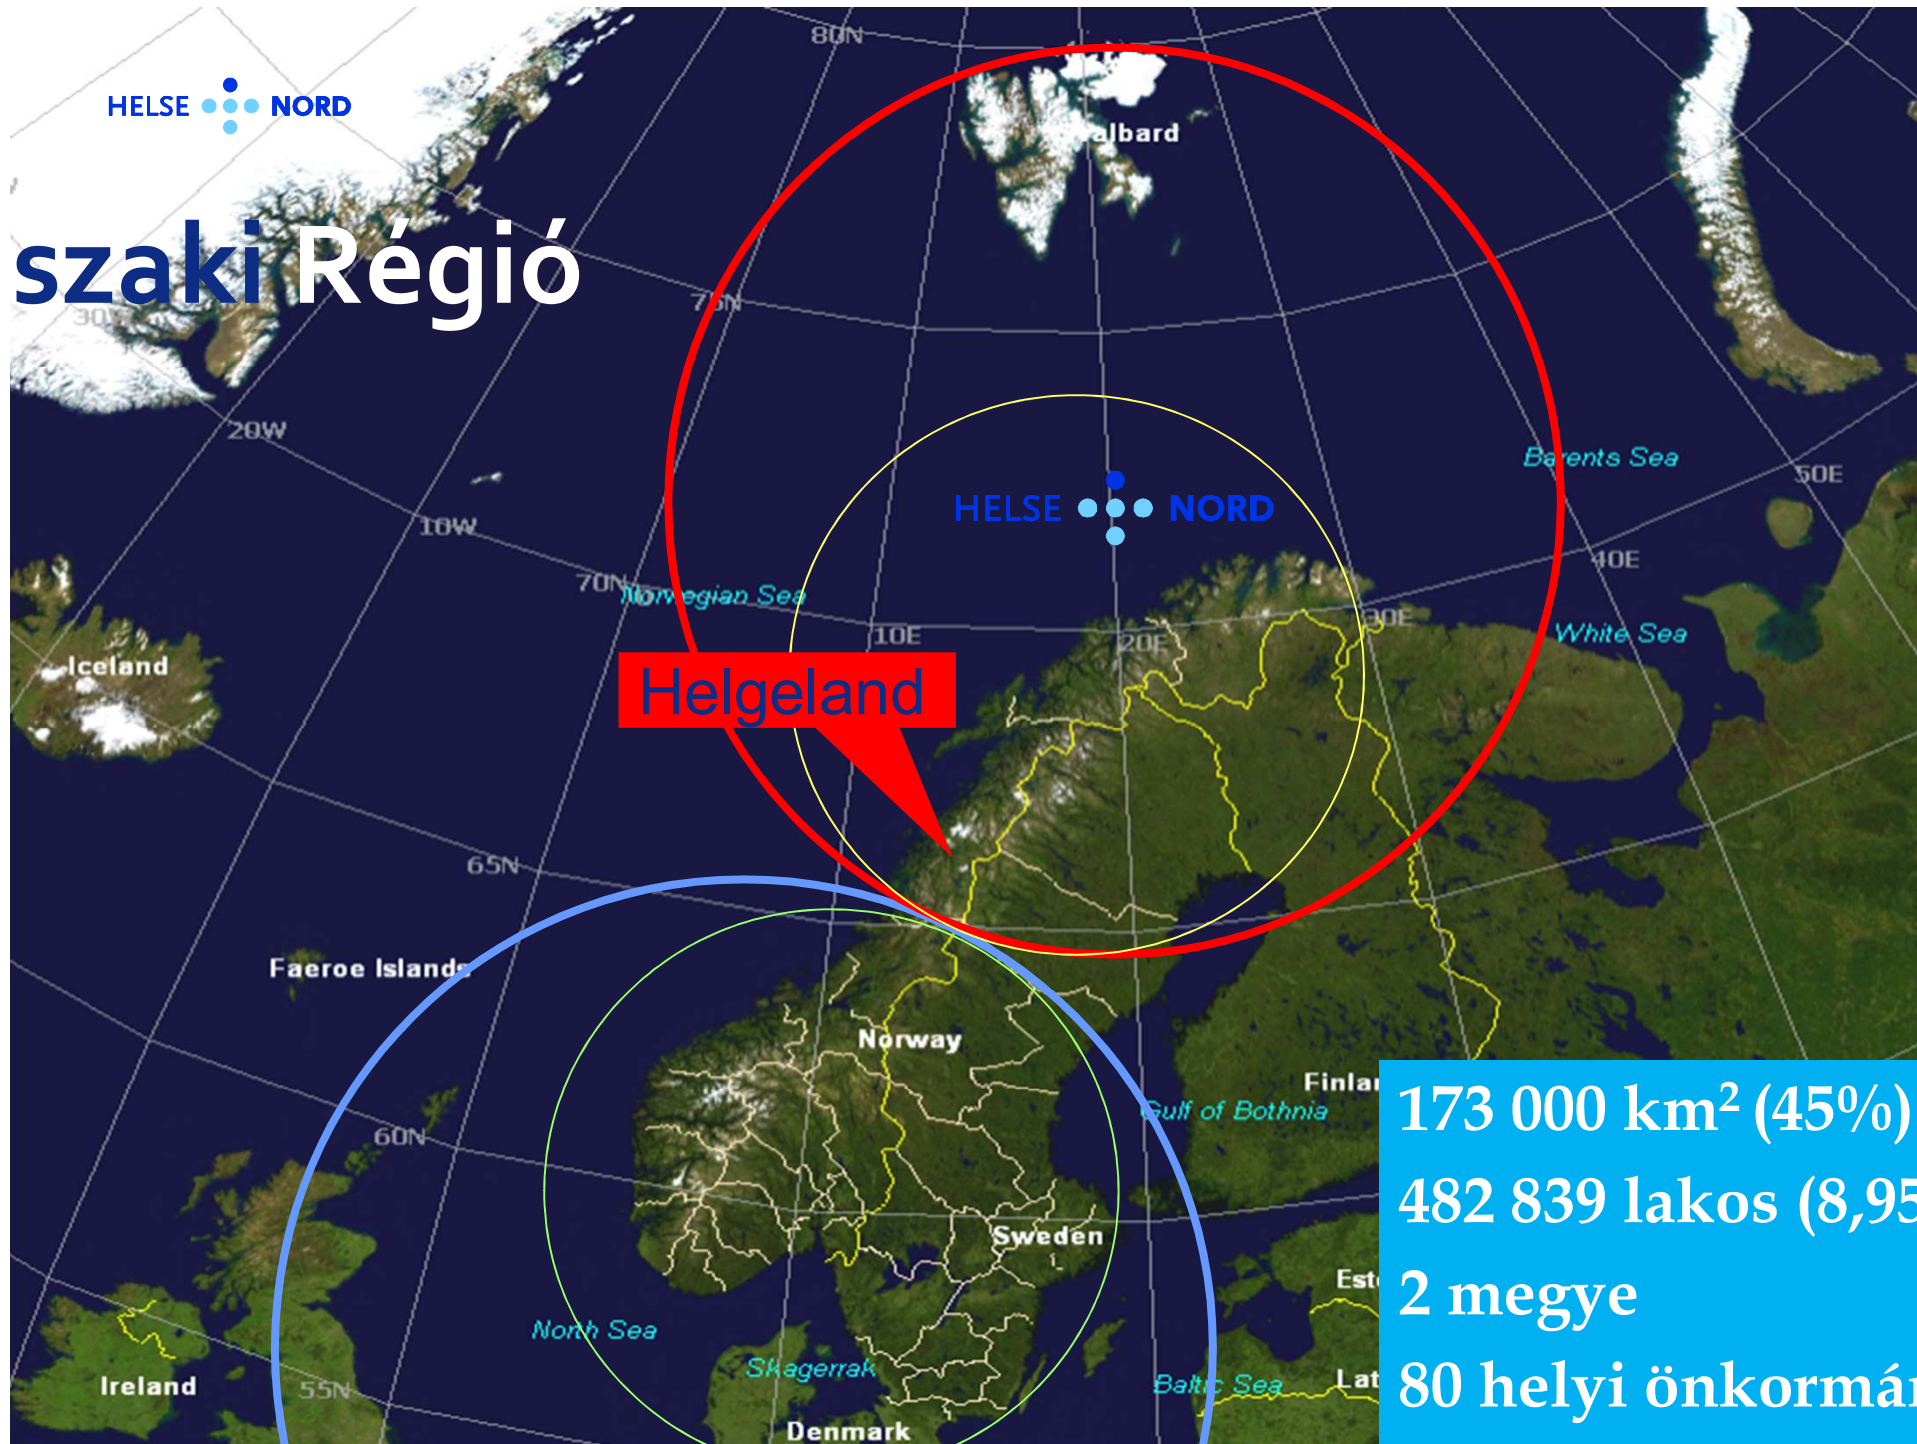 80N
HELSE NORD
albard
szaki Régió
75N
30W
20W
Barents Sea
50E
HELSE NORD
10W
40E
70N
Norwegian Sea
10E
30E
20E
White Sea
Iceland
Helgeland
65N
Faeroe Islands
Norway
Finla
Gulf of Bothnia
173 000 km² (45%)
60N
482 839 lakos (8,95
Sweden
Est
2 megye
North Sea
Skagerrak
Ireland
55N
Baltic Sea
Lat
80 helyi önkormán
Denmark